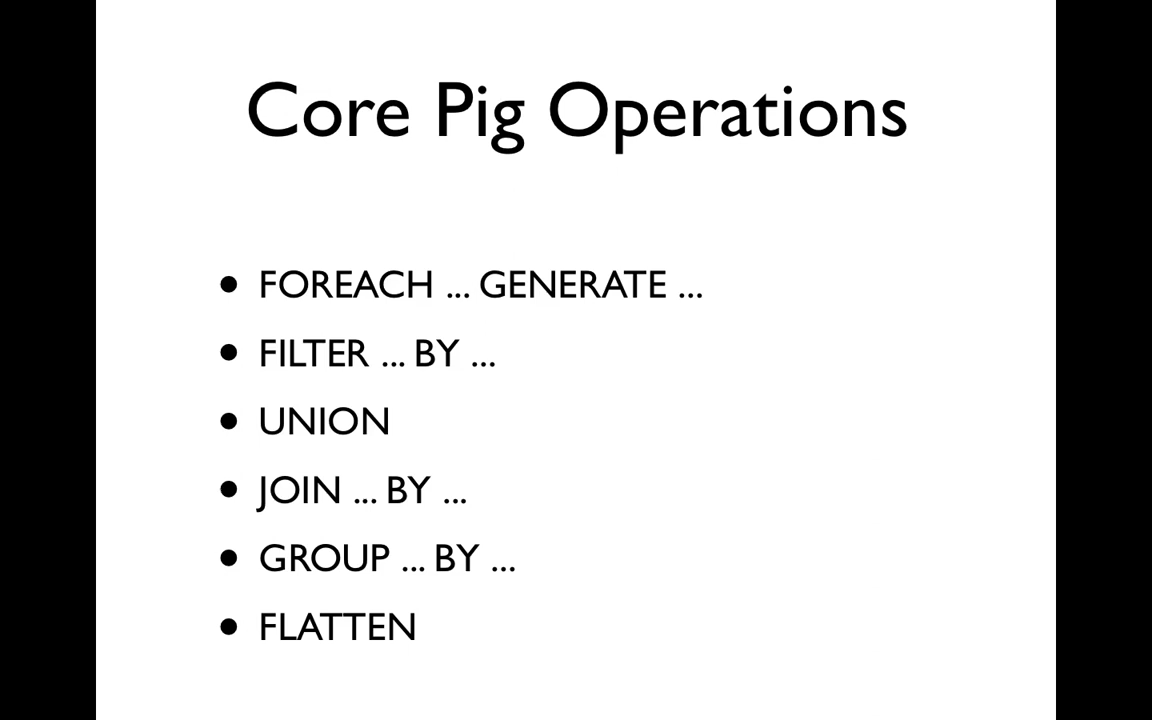 Core Pig Operations
• FOREACH ... GENERATE ...
• FILTER ... BY ...
• UNION
• JOIN ... BY ...
• GROUP ... BY ...
• FLATTEN